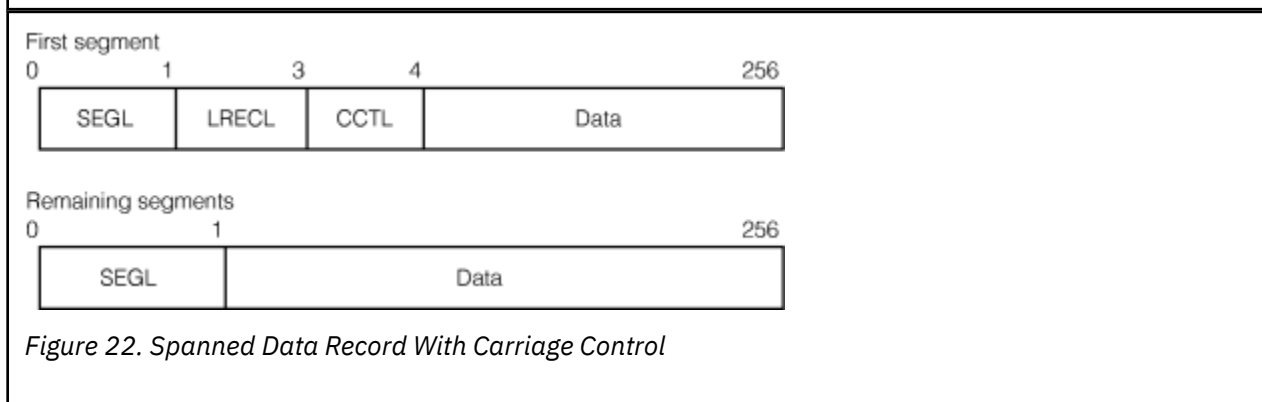 First segment
0 1 3 4 256
SEGL LRECL CCTL Data
Remaining segments
0 1 256
SEGL Data
Figure 22. Spanned Data Record With Carriage Control